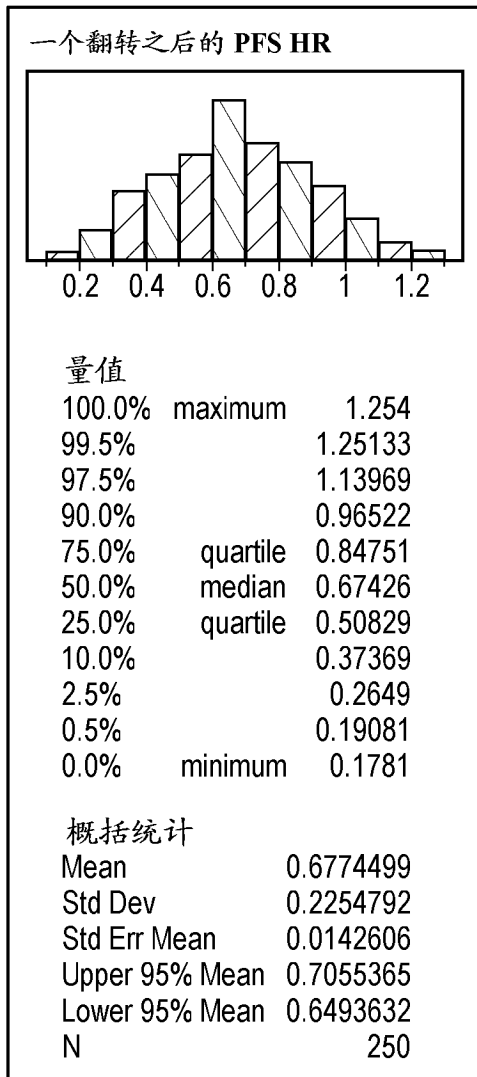 一个翻转之后的 PFS HR
0.2 0.4 0.6 0.8 1 1.2
量值
100.0% maximum 1.254
99.5% 1.25133
97.5% 1.13969
90.0% 0.96522
75.0% quartile 0.84751
50.0% median 0.67426
25.0% quartile 0.50829
10.0% 0.37369
2.5% 0.2649
0.5% 0.19081
0.0% minimum 0.1781
概括统计
Mean 0.6774499
Std Dev 0.2254792
Std Err Mean 0.0142606
Upper 95% Mean 0.7055365
Lower 95% Mean 0.6493632
N 250